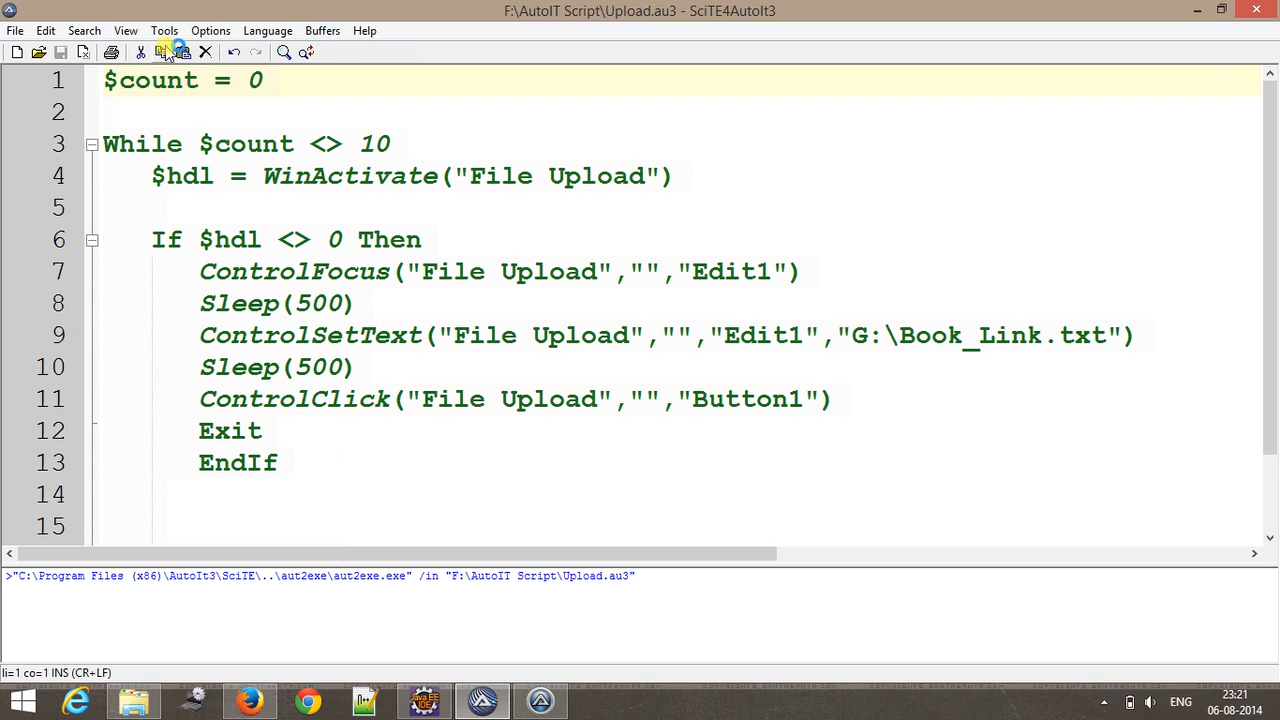 F:\AutoIT Script\Upload.au3 - SciTE4AutoIt3
File Edit Search View Tools Options Language Buffers Help
1 $count = 0
2
3 While $count <> 10
4 $hdl = WinActivate("File Upload")
5
6 If $hdl <> 0 Then
7 ControlFocus("File Upload","","Edit1")
8 Sleep(500)
9 ControlSetText("File Upload","","Edit1","G:\Book_Link.txt")
10 Sleep(500)
11 ControlClick("File Upload","","Button1")
12 Exit
13 EndIf
14
15
>"C:\Program Files (x86)\AutoIt3\SciTE\..\aut2exe\aut2exe.exe" /in "F:\AutoIT Script\Upload.au3"
li=1 co=1 INS (CR+LF)
Java EE
IDE
ENG
23:21
06-08-2014